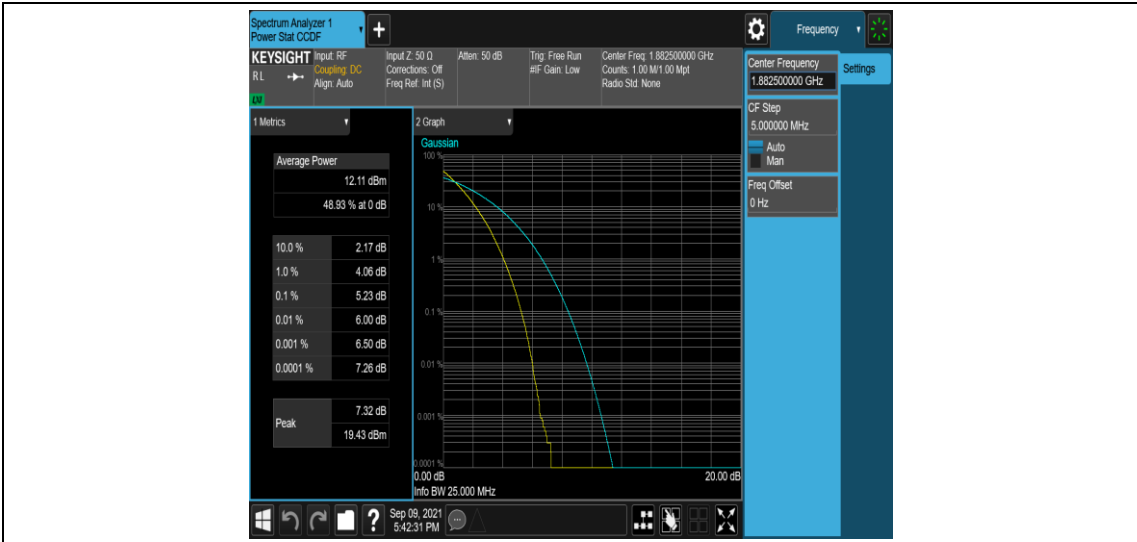 Spectrum Analyzer 1
Power Stat CCDF
+
Frequency
KEYSIGHT
RL
LXI
Input: RF
Coupling: DC
Align: Auto
Input Z: 50 Ω
Corrections: Off
Freq Ref: Int (S)
Atten: 50 dB
Trig: Free Run
#IF Gain: Low
Center Freq: 1.882500000 GHz
Counts: 1.00 M/1.00 Mpt
Radio Std: None
Center Frequency
1.882500000 GHz
Settings
CF Step
5.000000 MHz
Auto
Man
Freq Offset
0 Hz
1 Metrics
Average Power
12.11 dBm
48.93 % at 0 dB
10.0 % 2.17 dB
1.0 % 4.06 dB
0.1 % 5.23 dB
0.01 % 6.00 dB
0.001 % 6.50 dB
0.0001 % 7.26 dB
Peak
7.32 dB
19.43 dBm
2 Graph
Gaussian
100 %
10 %
1 %
0.1 %
0.01 %
0.001 %
0.0001 %
0.00 dB 20.00 dB
Info BW 25.000 MHz
?
Sep 09, 2021
5:42:31 PM